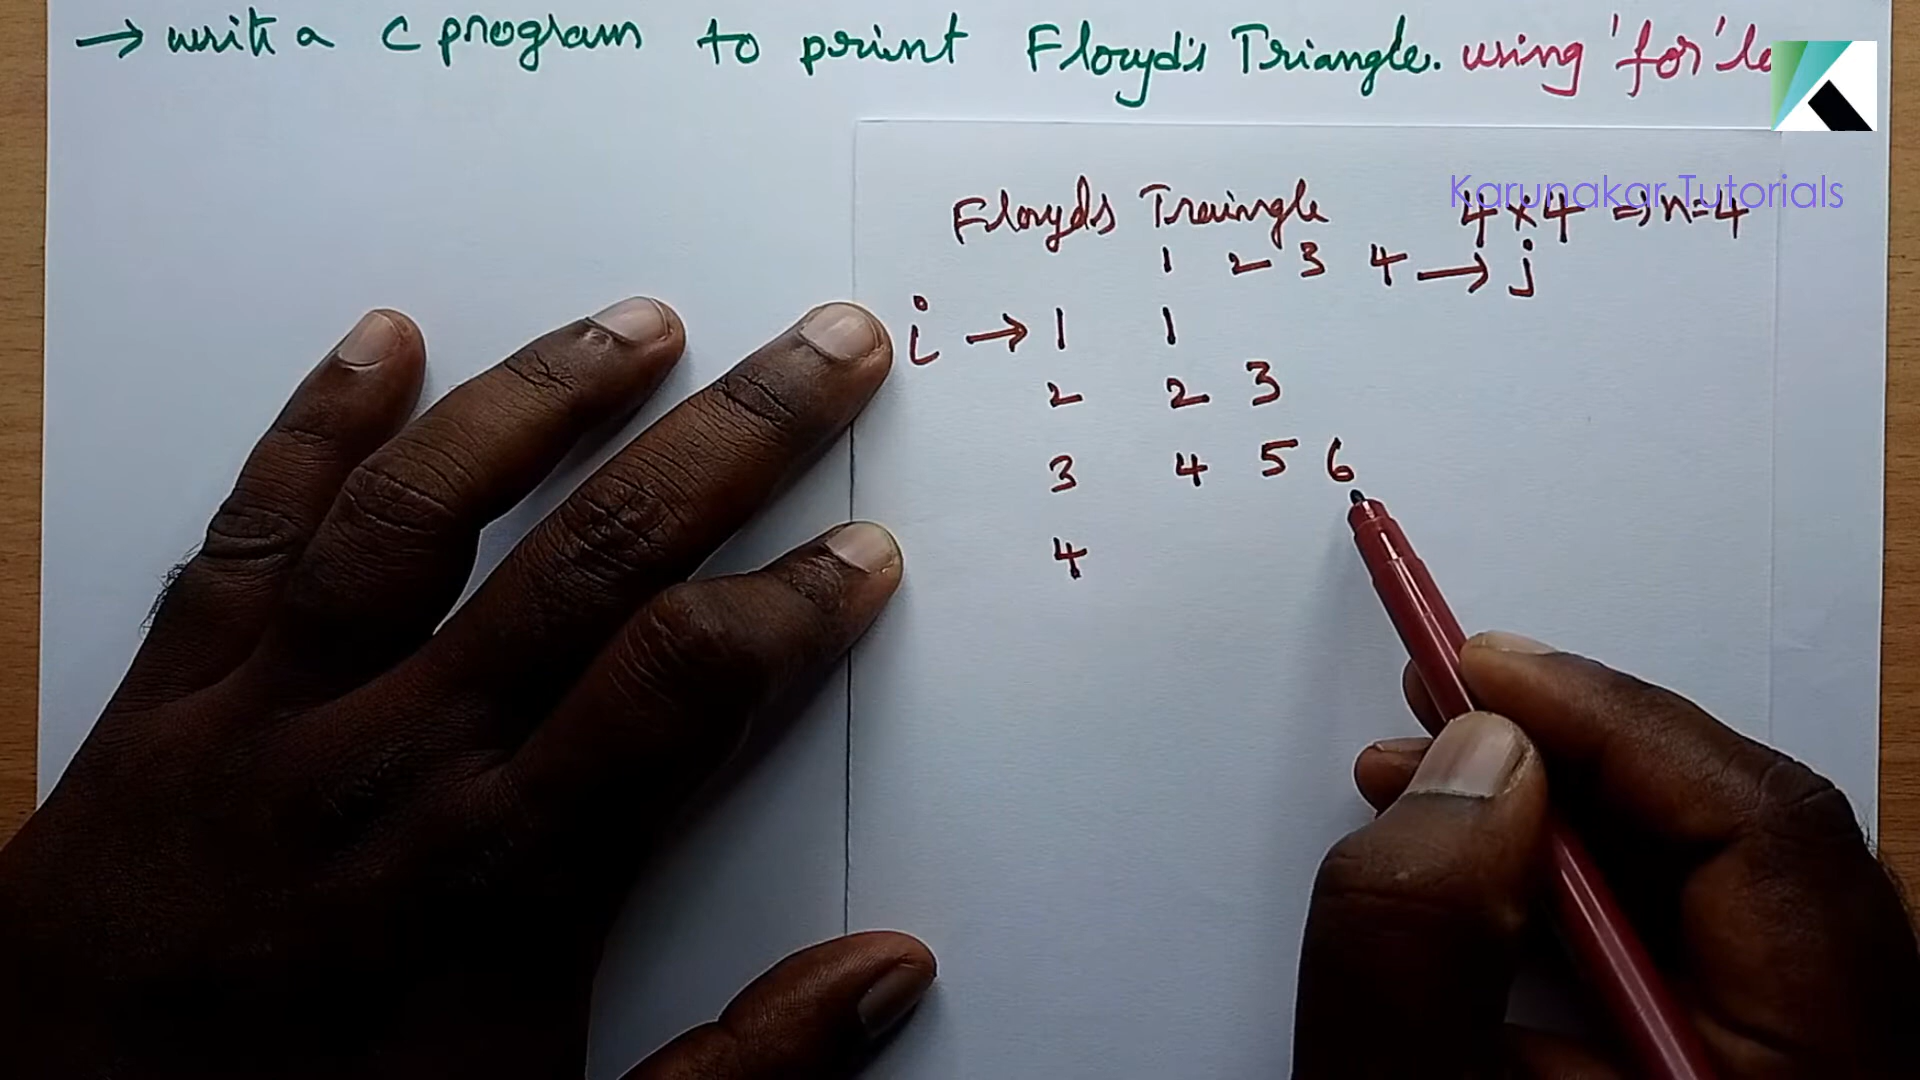 → write a c program to print Floyd's Triangle. using 'for' lo
Karunakar Tutorials
Floyds Traingle 4×4 ⇒ n=4
1 2 3 4 → j
i → 1 1
2 2 3
3 4 5 6
4